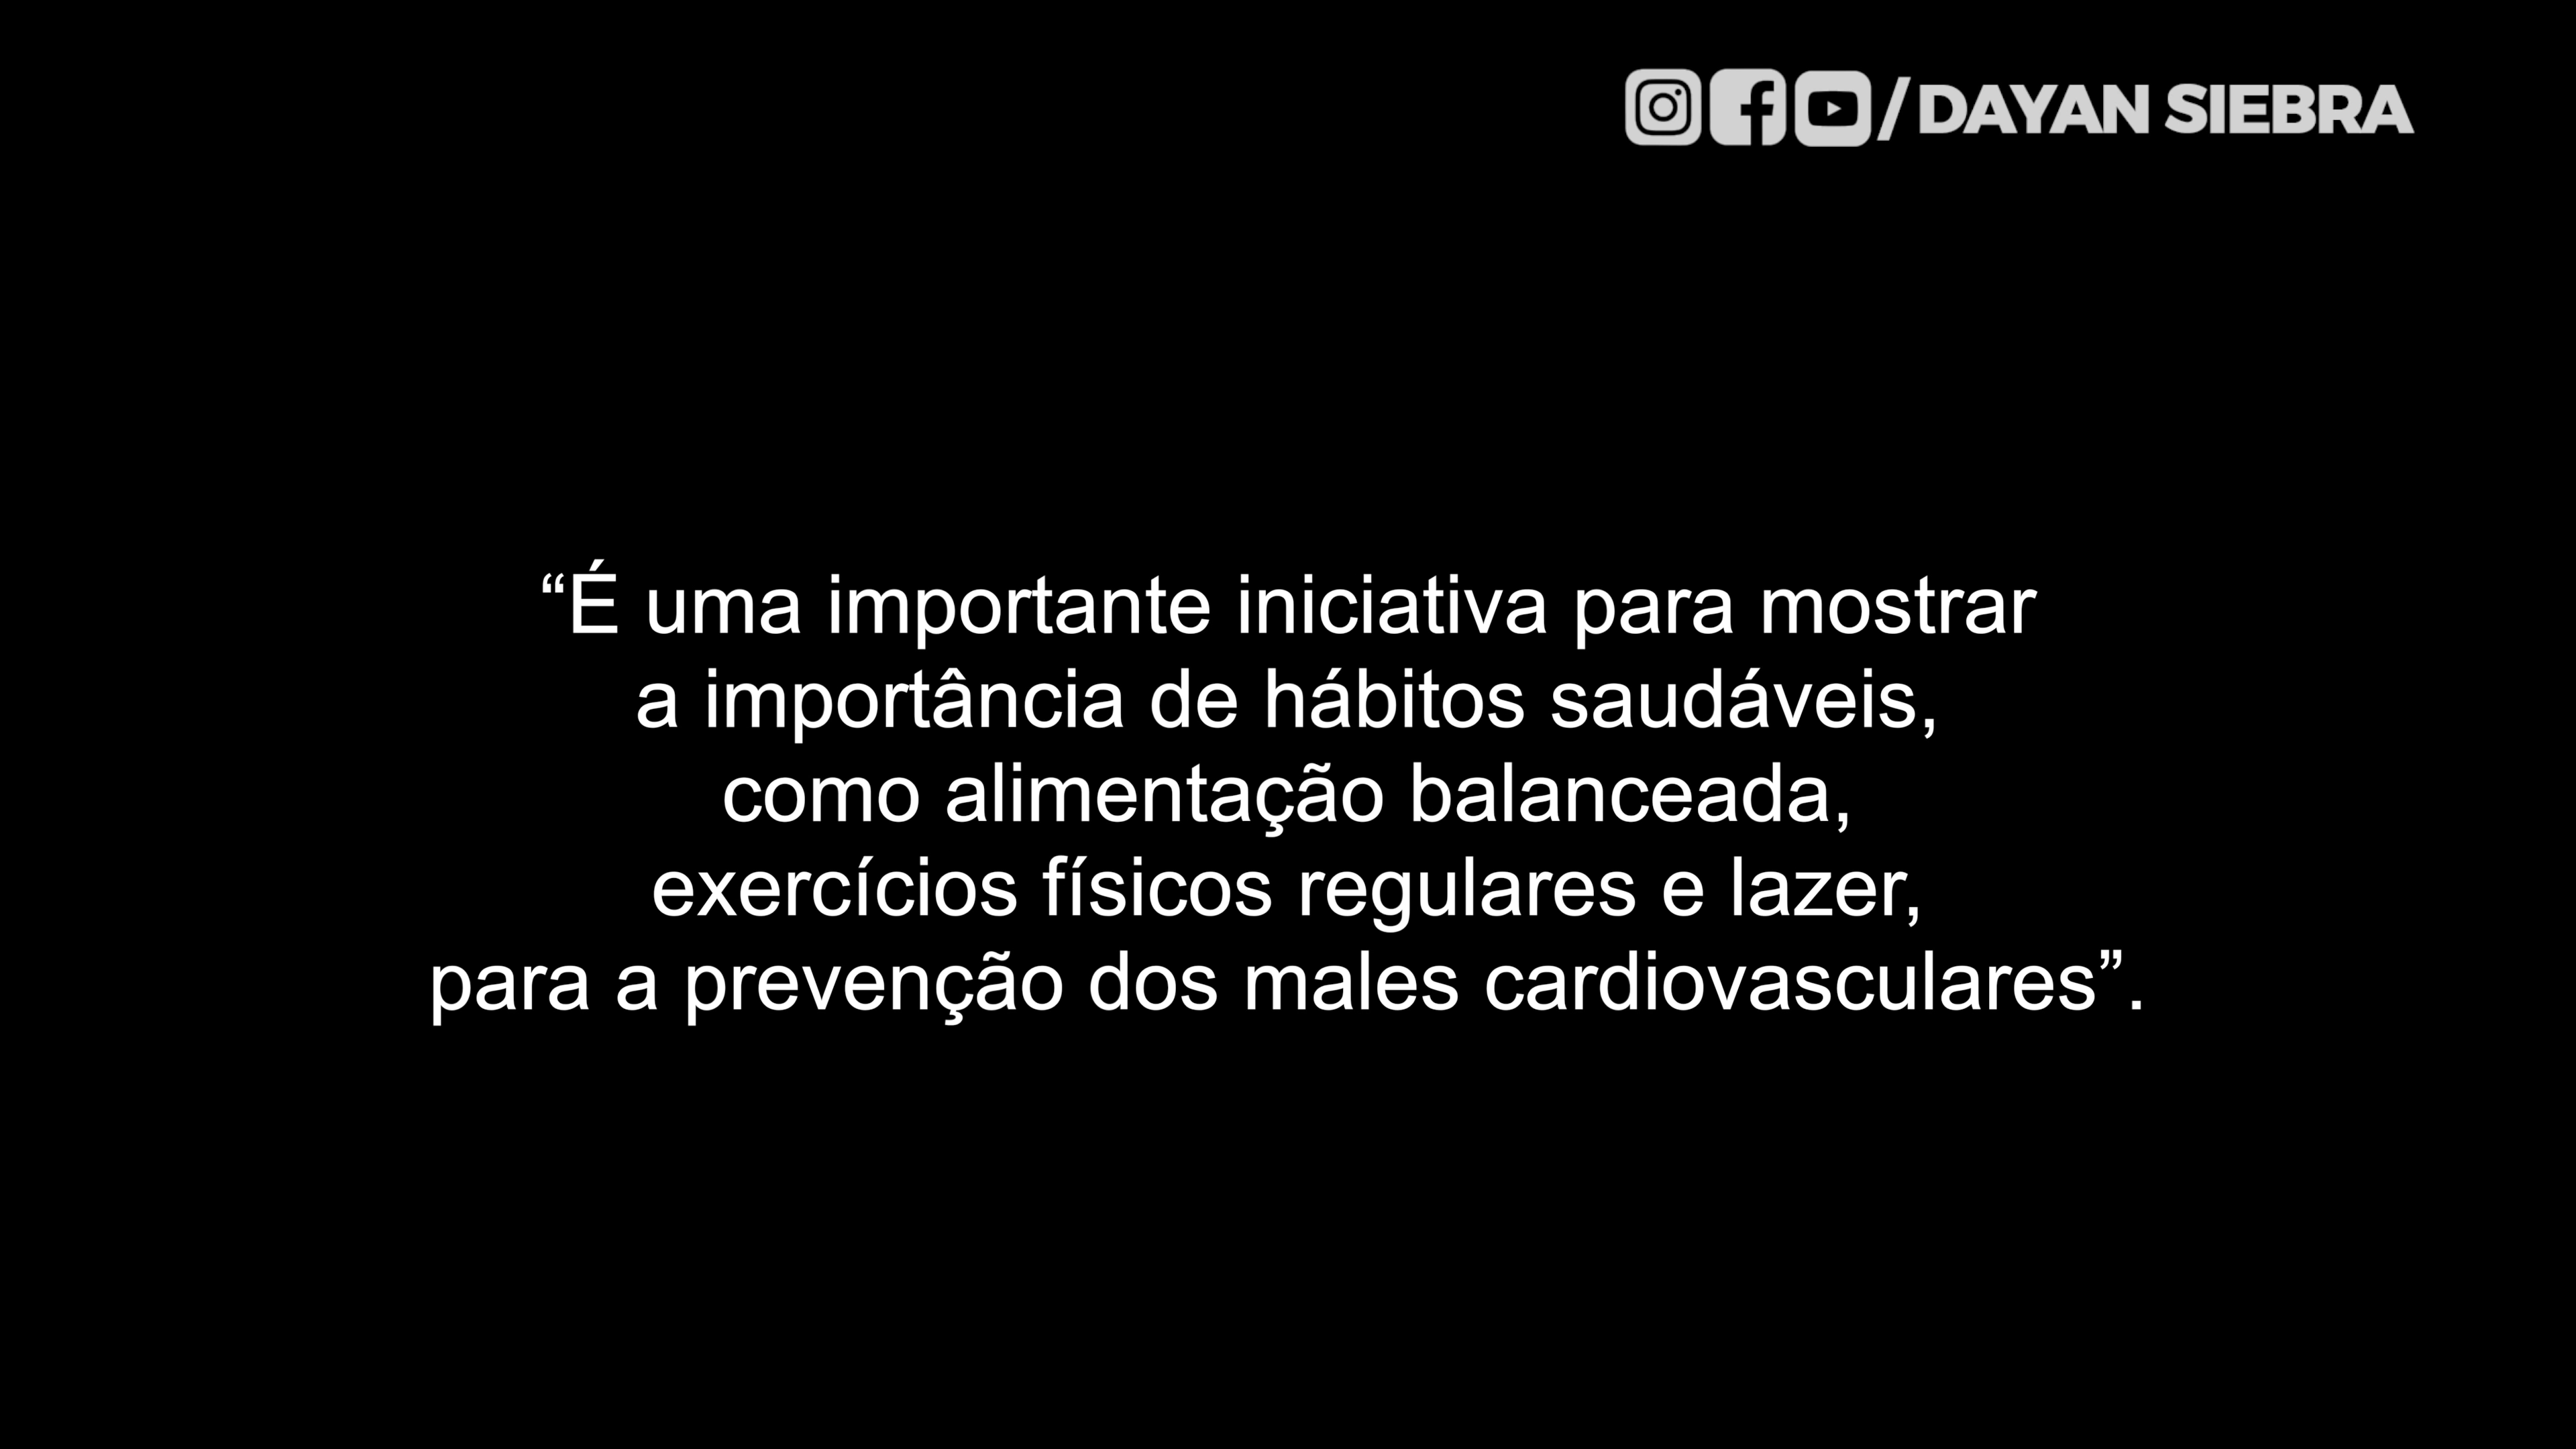 /DAYAN SIEBRA
“É uma importante iniciativa para mostrar
a importância de hábitos saudáveis,
como alimentação balanceada,
exercícios físicos regulares e lazer,
para a prevenção dos males cardiovasculares”.